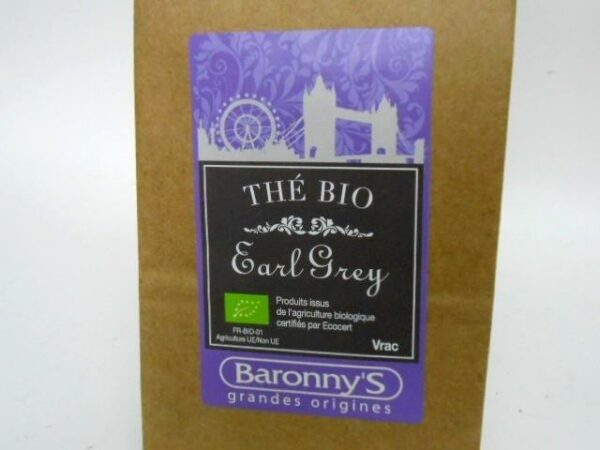 THÉ BIO
Earl Grey
Produits issus
de l'agriculture biologique
certifiés par Ecocert
FR-BIO-01
Agriculture UE/Non UE
Vrac
Baronny'S
grandes origines